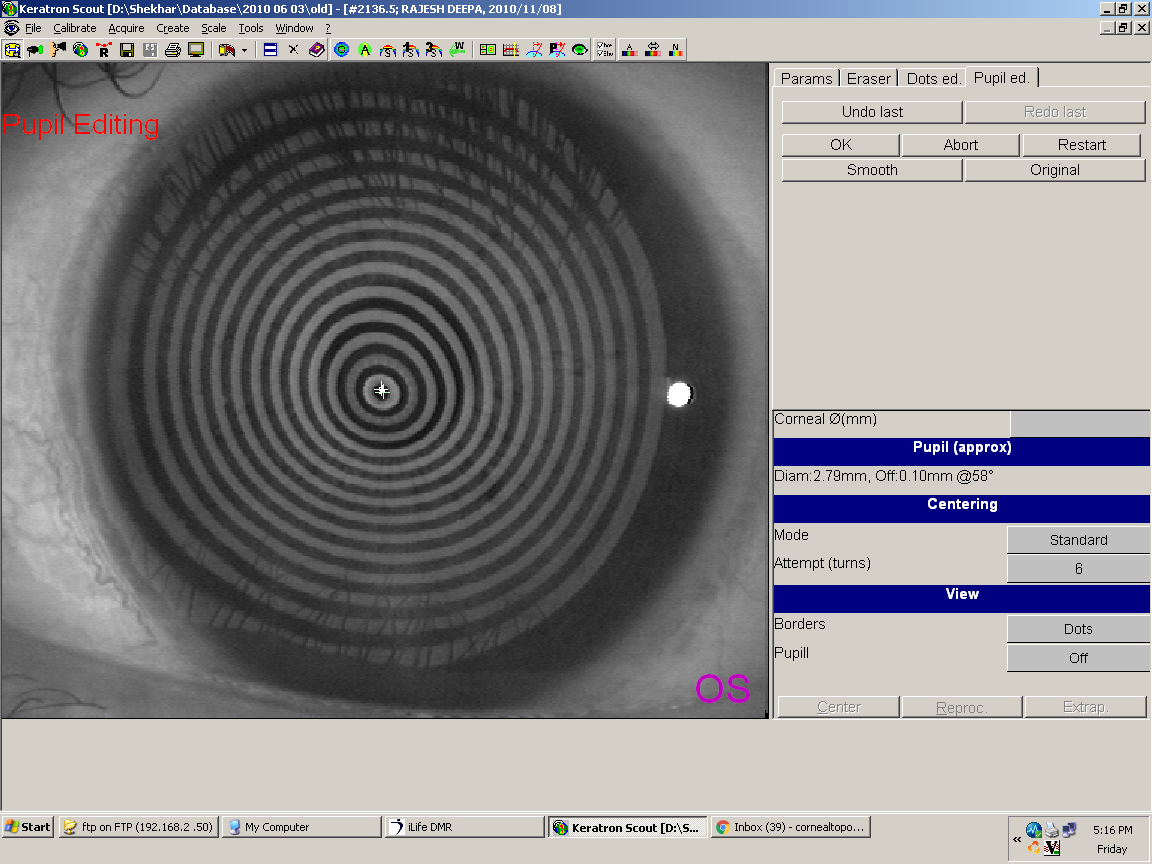 Keratron Scout [D:\Shekhar\Database\2010 06 03\old] - [#2136.5; RAJESH DEEPA, 2010/11/08]
File Calibrate Acquire Create Scale Tools Window ?
Params Eraser Dots ed. Pupil ed.
Undo last Redo last
Pupil Editing
OK Abort Restart
Smooth Original
Corneal Ø(mm)
Pupil (approx)
Diam:2.79mm, Off:0.10mm @58°
Centering
Mode Standard
Attempt (turns) 6
View
Borders Dots
Pupill Off
OS
Center Reproc. Extrap.
Start ftp on FTP (192.168.2 .50) My Computer iLife DMR Keratron Scout [D:\S... Inbox (39) - cornealtopo... « 5:16 PM
Friday